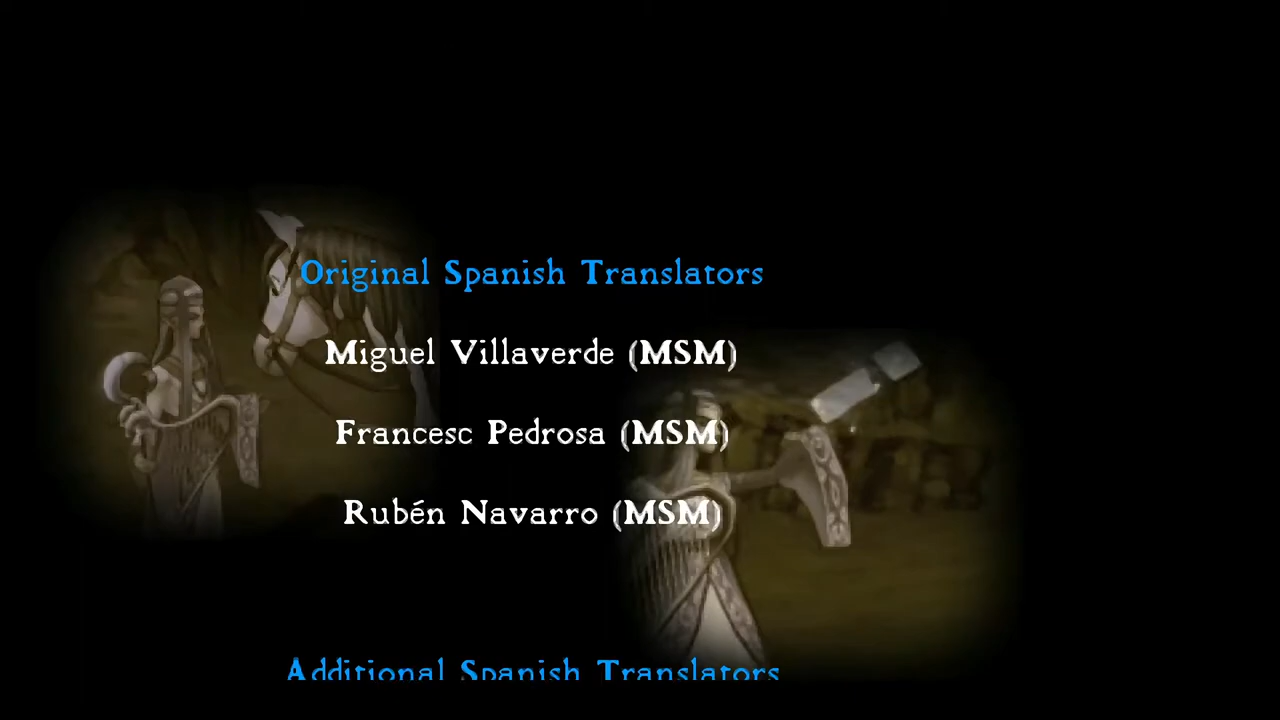 Original Spanish Translators
Miguel Villaverde (MSM)
Francesc Pedrosa (MSM)
Rubén Navarro (MSM)
Additional Spanish Translators